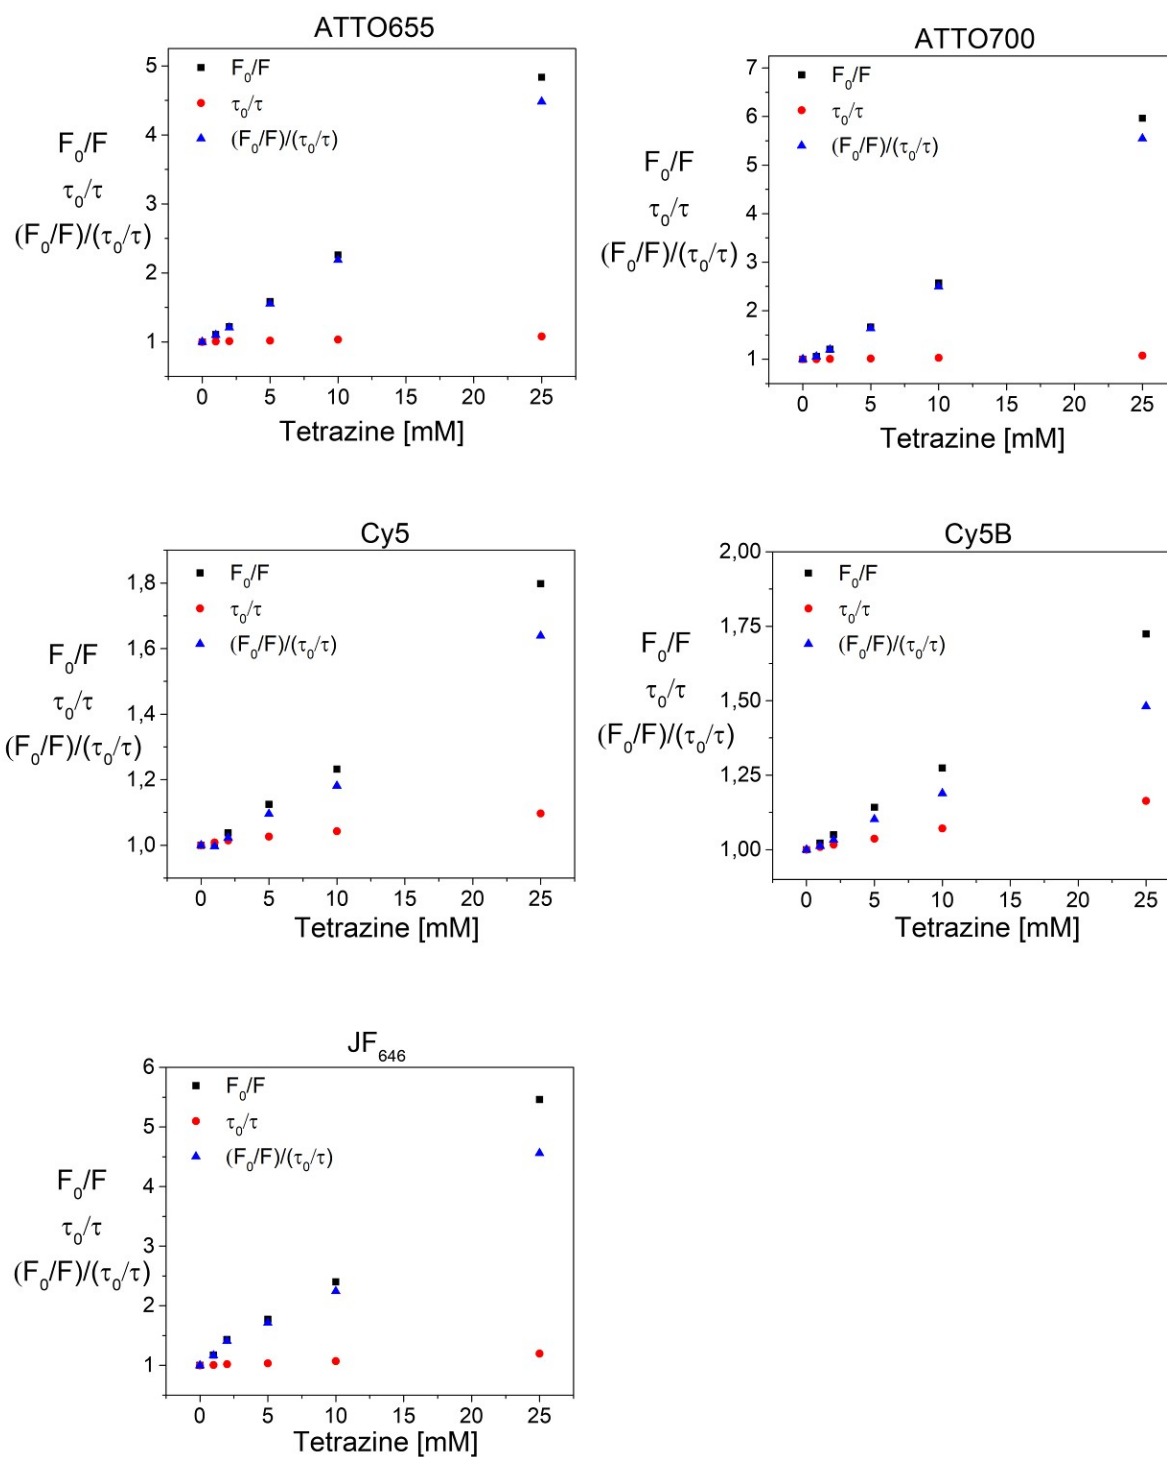 ATTO655
F₀/F
τ₀/τ
(F₀/F)/(τ₀/τ)
F₀/F
τ₀/τ
(F₀/F)/(τ₀/τ)
5
4
3
2
1
0 5 10 15 20 25
Tetrazine [mM]
ATTO700
F₀/F
τ₀/τ
(F₀/F)/(τ₀/τ)
F₀/F
τ₀/τ
(F₀/F)/(τ₀/τ)
7
6
5
4
3
2
1
0 5 10 15 20 25
Tetrazine [mM]
Cy5
F₀/F
τ₀/τ
(F₀/F)/(τ₀/τ)
F₀/F
τ₀/τ
(F₀/F)/(τ₀/τ)
1,8
1,6
1,4
1,2
1,0
0 5 10 15 20 25
Tetrazine [mM]
Cy5B
F₀/F
τ₀/τ
(F₀/F)/(τ₀/τ)
F₀/F
τ₀/τ
(F₀/F)/(τ₀/τ)
2,00
1,75
1,50
1,25
1,00
0 5 10 15 20 25
Tetrazine [mM]
JF₆₄₆
F₀/F
τ₀/τ
(F₀/F)/(τ₀/τ)
F₀/F
τ₀/τ
(F₀/F)/(τ₀/τ)
6
5
4
3
2
1
0 5 10 15 20 25
Tetrazine [mM]